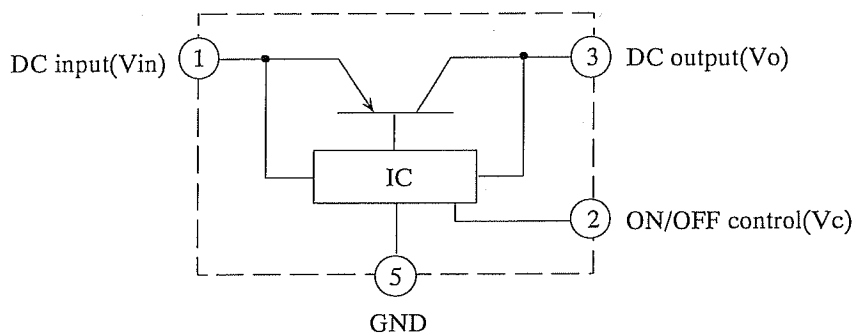 DC input(Vin)
1
3
DC output(Vo)
IC
2
ON/OFF control(Vc)
5
GND